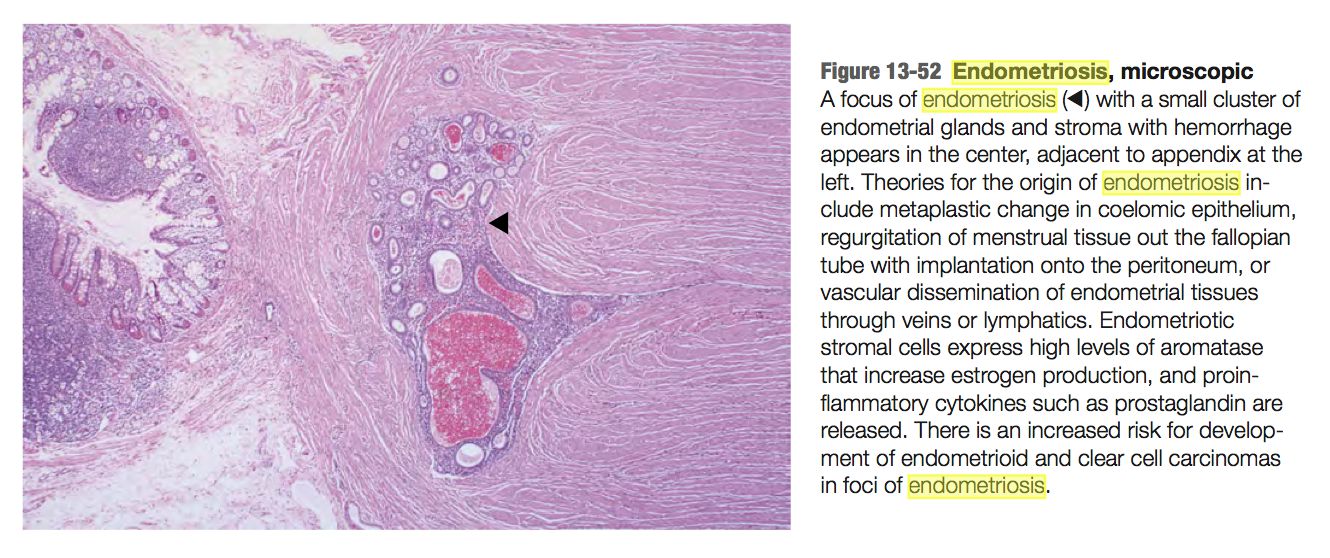 Figure 13-52 Endometriosis, microscopic
A focus of endometriosis (◄) with a small cluster of
endometrial glands and stroma with hemorrhage
appears in the center, adjacent to appendix at the
left. Theories for the origin of endometriosis in-
clude metaplastic change in coelomic epithelium,
regurgitation of menstrual tissue out the fallopian
tube with implantation onto the peritoneum, or
vascular dissemination of endometrial tissues
through veins or lymphatics. Endometriotic
stromal cells express high levels of aromatase
that increase estrogen production, and proin-
flammatory cytokines such as prostaglandin are
released. There is an increased risk for develop-
ment of endometrioid and clear cell carcinomas
in foci of endometriosis.